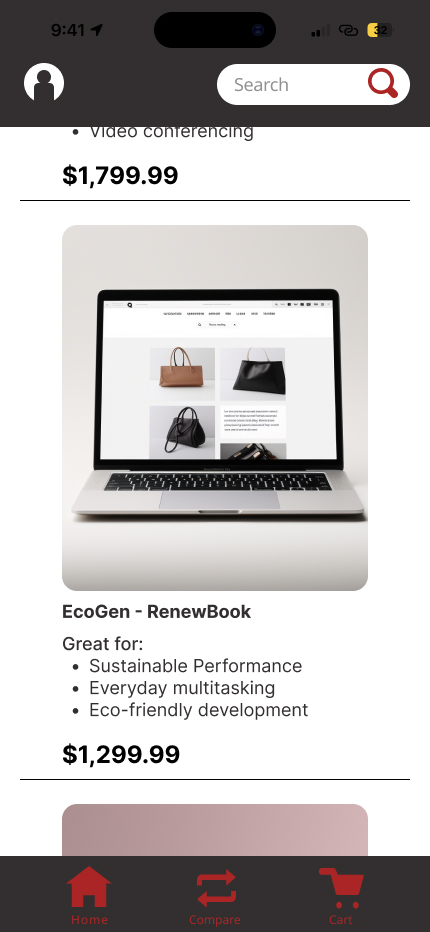 9:41
32
Search
• Video conferencing
$1,799.99
EcoGen - RenewBook
Great for:
• Sustainable Performance
• Everyday multitasking
• Eco-friendly development
$1,299.99
Home
Compare
Cart